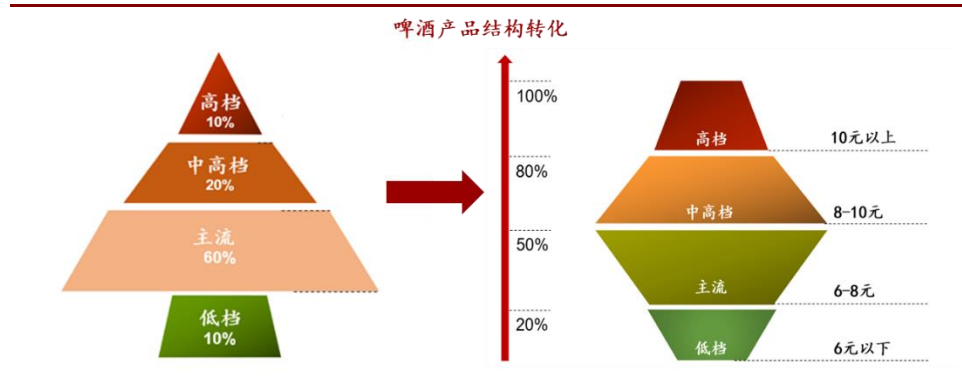 啤酒产品结构转化
高档
10%
中高档
20%
主流
60%
低档
10%
100%
80%
50%
20%
高档
10元以上
中高档
8-10元
主流
6-8元
低档
6元以下